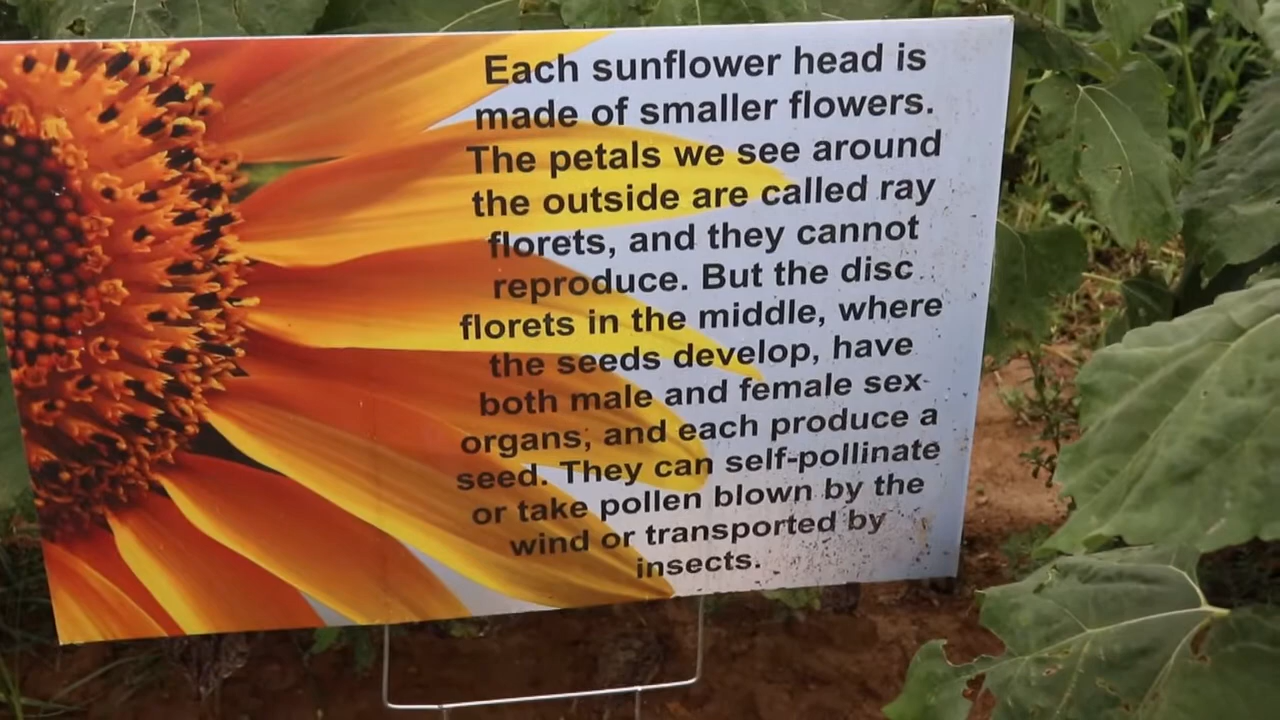 Each sunflower head is
made of smaller flowers.
The petals we see around
the outside are called ray
florets, and they cannot
reproduce. But the disc
florets in the middle, where
the seeds develop, have
both male and female sex
organs, and each produce a
seed. They can self-pollinate
or take pollen blown by the
wind or transported by
insects.